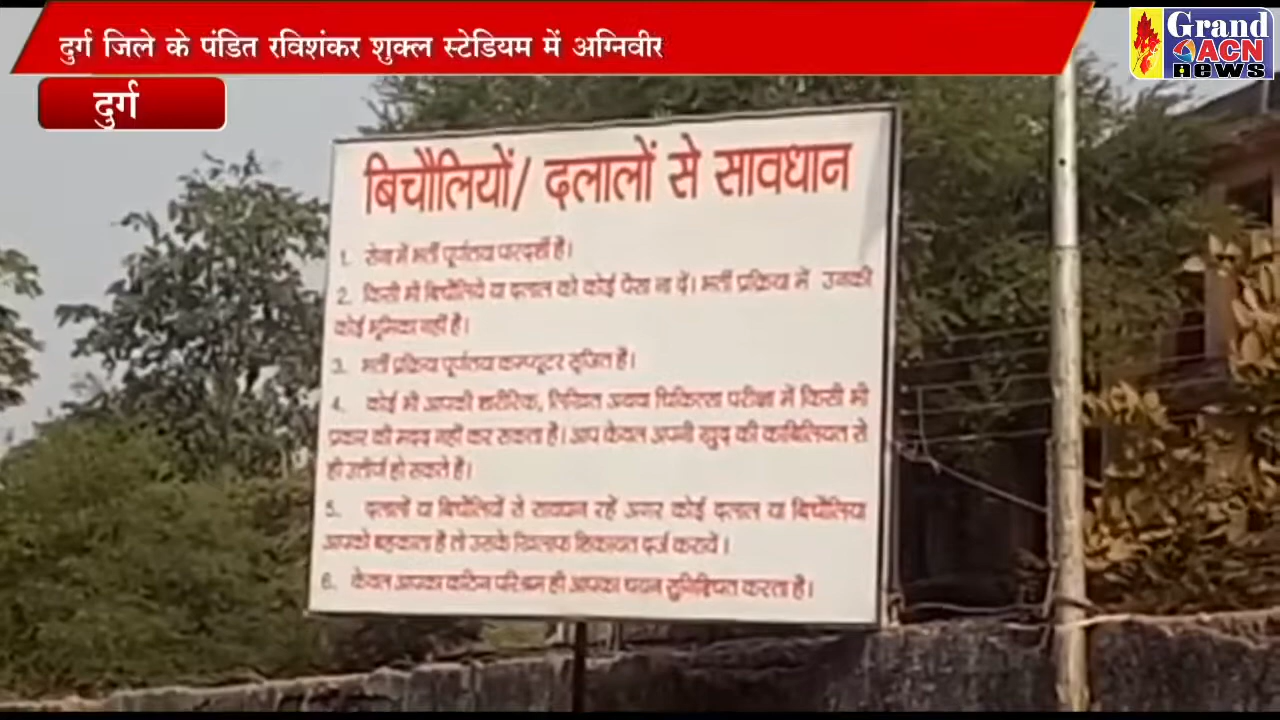 दुर्ग जिले के पंडित रविशंकर शुक्ल स्टेडियम में अग्निवीर
Grand
ACN
news
दुर्ग
बिचौलियों/ दलालों से सावधान
1. सेना में भर्ती पूर्णतया पारदर्शी है।
2. किसी भी बिचौलिये या दलाल को कोई पैसा ना दें। भर्ती प्रक्रिया में उनकी
कोई भूमिका नहीं है।
3. भर्ती प्रक्रिया पूर्णतया कम्प्यूटर सृजित है।
4. कोई भी आपकी शारीरिक, लिखित अथवा चिकित्सा परीक्षा में किसी भी
प्रकार की मदद नहीं कर सकता है। आप केवल अपनी खुद की काबिलियत से
ही उत्तीर्ण हो सकते है।
5. दलालों या बिचौलियों से सावधान रहें अगर कोई दलाल या बिचौलिया
आपको बहकाता है तो उसके खिलाफ शिकायत दर्ज करावें।
6. केवल आपका कठिन परिश्रम ही आपका चयन सुनिश्चित करता है।